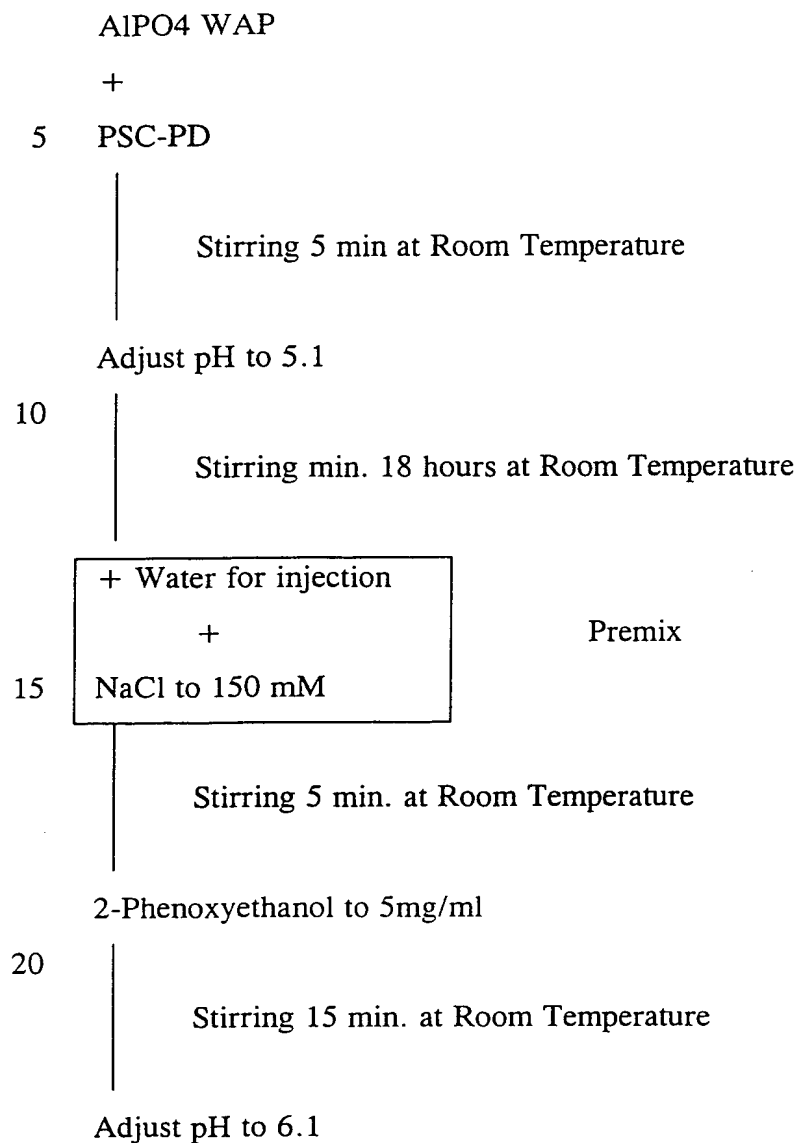 AlPO4 WAP
+
5 PSC-PD
Stirring 5 min at Room Temperature
Adjust pH to 5.1
10
Stirring min. 18 hours at Room Temperature
+ Water for injection
+ Premix
15 NaCl to 150 mM
Stirring 5 min. at Room Temperature
2-Phenoxyethanol to 5mg/ml
20
Stirring 15 min. at Room Temperature
Adjust pH to 6.1